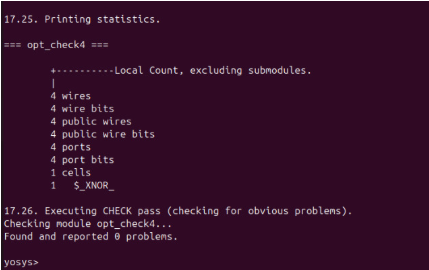 17.25. Printing statistics.
=== opt_check4 ===
+----------Local Count, excluding submodules.
|
4 wires
4 wire bits
4 public wires
4 public wire bits
4 ports
4 port bits
1 cells
1   $_XNOR_
17.26. Executing CHECK pass (checking for obvious problems).
Checking module opt_check4...
Found and reported 0 problems.
yosys>